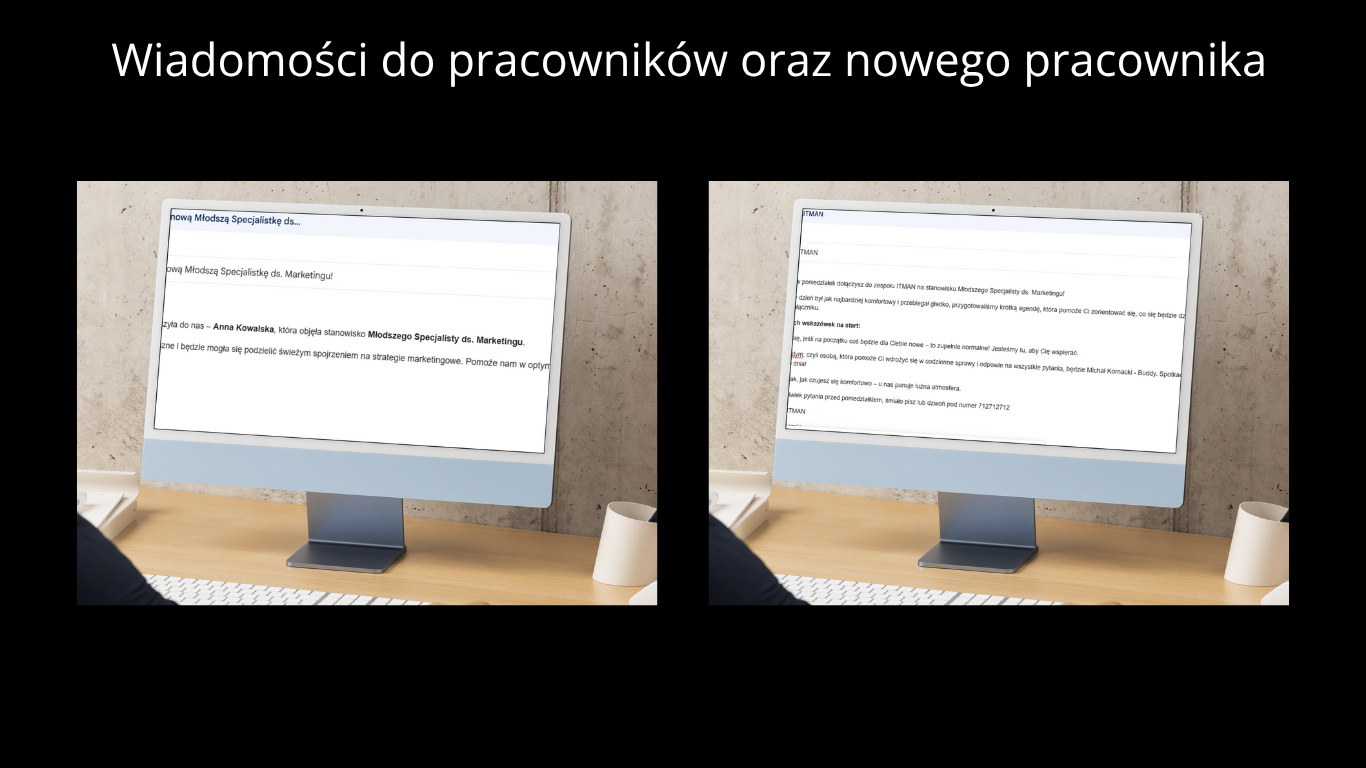 Wiadomości do pracowników oraz nowego pracownika
nową Młodszą Specjalistkę ds...
ową Młodszą Specjalistkę ds. Marketingu!
zyła do nas – Anna Kowalska, która objęła stanowisko Młodszego Specjalisty ds. Marketingu.
zne i będzie mogła się podzielić świeżym spojrzeniem na strategie marketingowe. Pomoże nam w optym
ITMAN
TMAN
w poniedziałek dołączysz do zespołu ITMAN na stanowisku Młodszego Specjalisty ds. Marketingu!
dzień był jak najbardziej komfortowy i przebiegał gładko, przygotowaliśmy krótką agendę, która pomoże Ci zorientować się, co się będzie dz
łączniku.
ch wskazówek na start:
się, jeśli na początku coś będzie dla Ciebie nowe – to zupełnie normalne! Jesteśmy tu, aby Cię wspierać.
dym, czyli osobą, która pomoże Ci wdrożyć się w codzienne sprawy i odpowie na wszystkie pytania, będzie Michał Kornacki - Buddy. Spotkac
dnia!
ak, jak czujesz się komfortowo – u nas panuje luźna atmosfera.
wiek pytania przed poniedziałkiem, śmiało pisz lub dzwoń pod numer 712712712
ITMAN